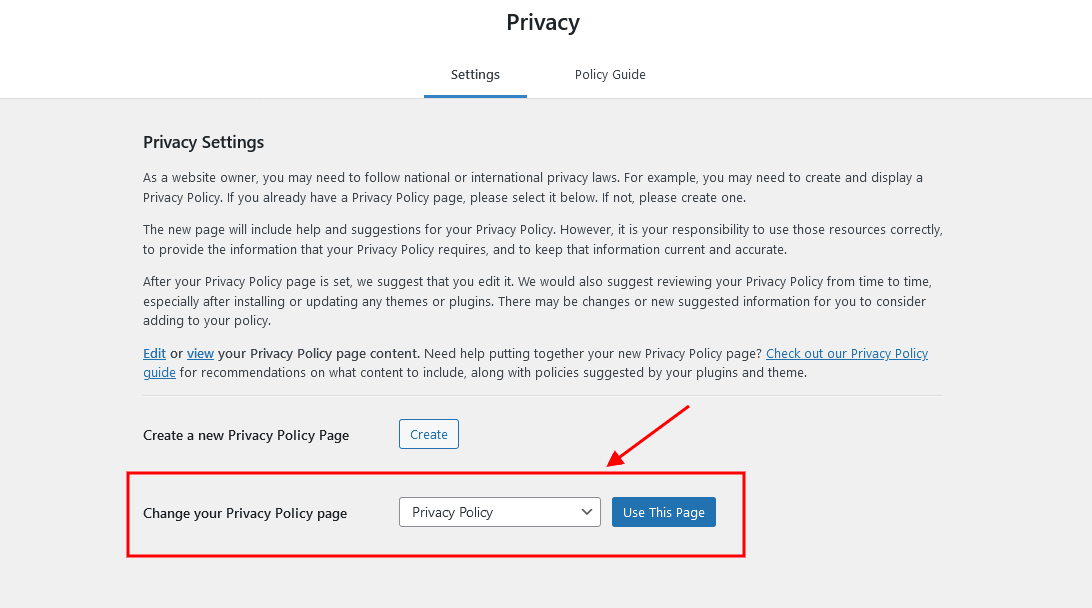 Privacy
Settings
Policy Guide
Privacy Settings
As a website owner, you may need to follow national or international privacy laws. For example, you may need to create and display a
Privacy Policy. If you already have a Privacy Policy page, please select it below. If not, please create one.
The new page will include help and suggestions for your Privacy Policy. However, it is your responsibility to use those resources correctly,
to provide the information that your Privacy Policy requires, and to keep that information current and accurate.
After your Privacy Policy page is set, we suggest that you edit it. We would also suggest reviewing your Privacy Policy from time to time,
especially after installing or updating any themes or plugins. There may be changes or new suggested information for you to consider
adding to your policy.
Edit or view your Privacy Policy page content. Need help putting together your new Privacy Policy page? Check out our Privacy Policy
guide for recommendations on what content to include, along with policies suggested by your plugins and theme.
Create a new Privacy Policy Page
Create
Change your Privacy Policy page
Privacy Policy
Use This Page